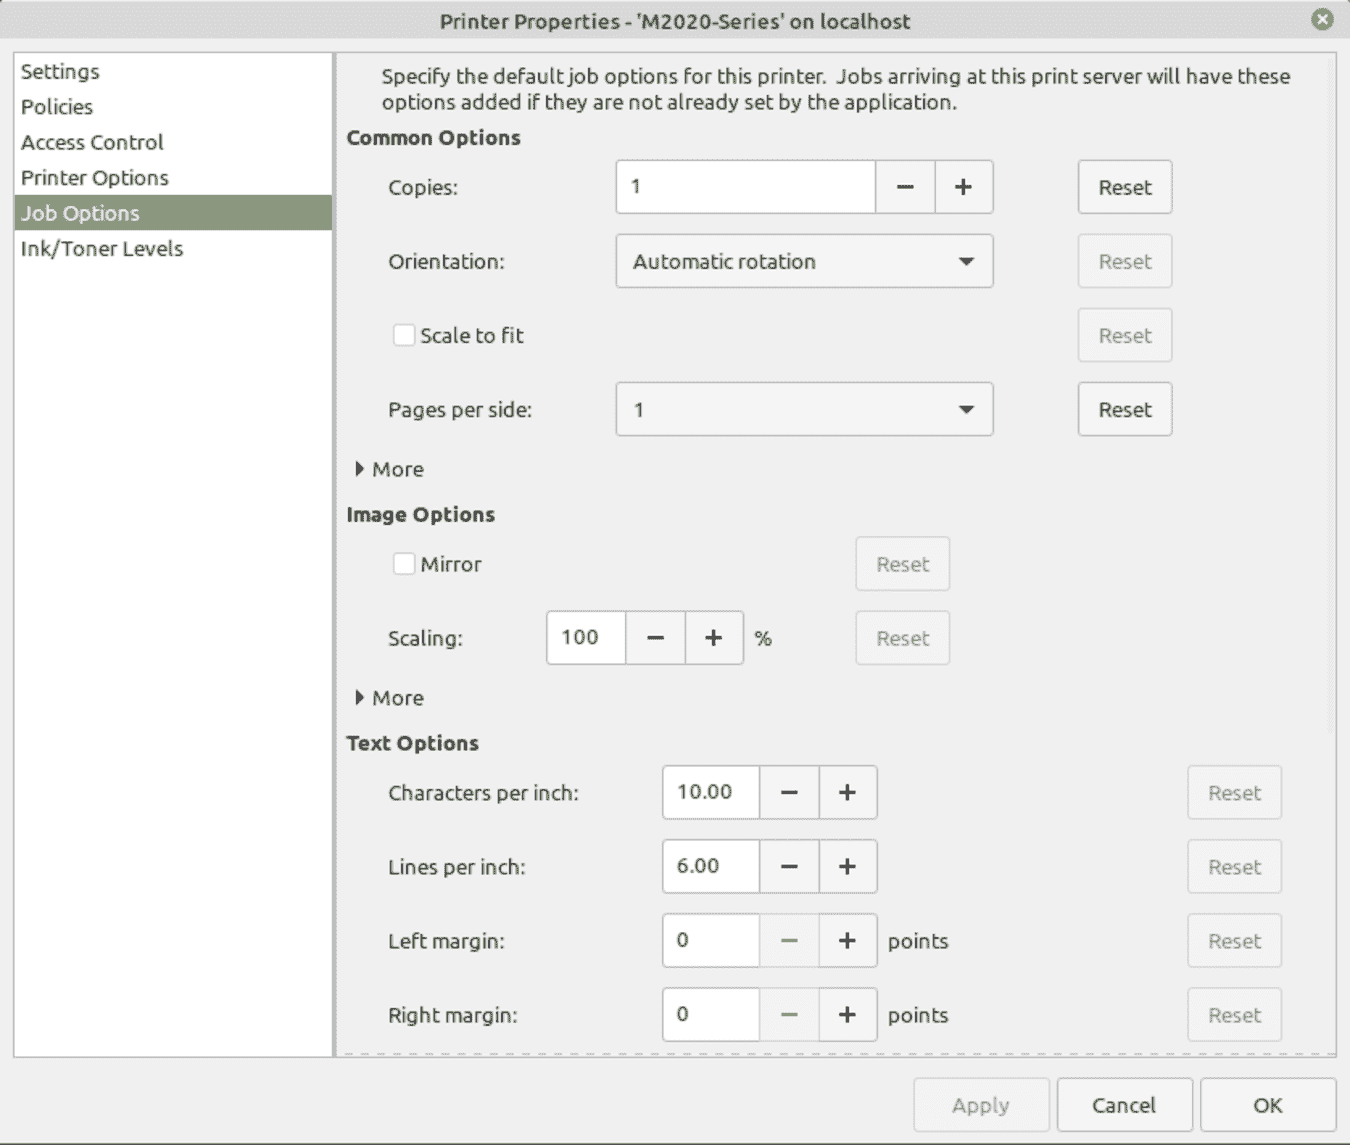 Printer Properties - 'M2020-Series' on localhost
Settings
Policies
Access Control
Printer Options
Job Options
Ink/Toner Levels
Specify the default job options for this printer.  Jobs arriving at this print server will have these
options added if they are not already set by the application.
Common Options
Copies: 1 − + Reset
Orientation: Automatic rotation Reset
Scale to fit Reset
Pages per side: 1 Reset
More
Image Options
Mirror Reset
Scaling: 100 − + % Reset
More
Text Options
Characters per inch: 10.00 − + Reset
Lines per inch: 6.00 − + Reset
Left margin: 0 − + points Reset
Right margin: 0 − + points Reset
Apply Cancel OK